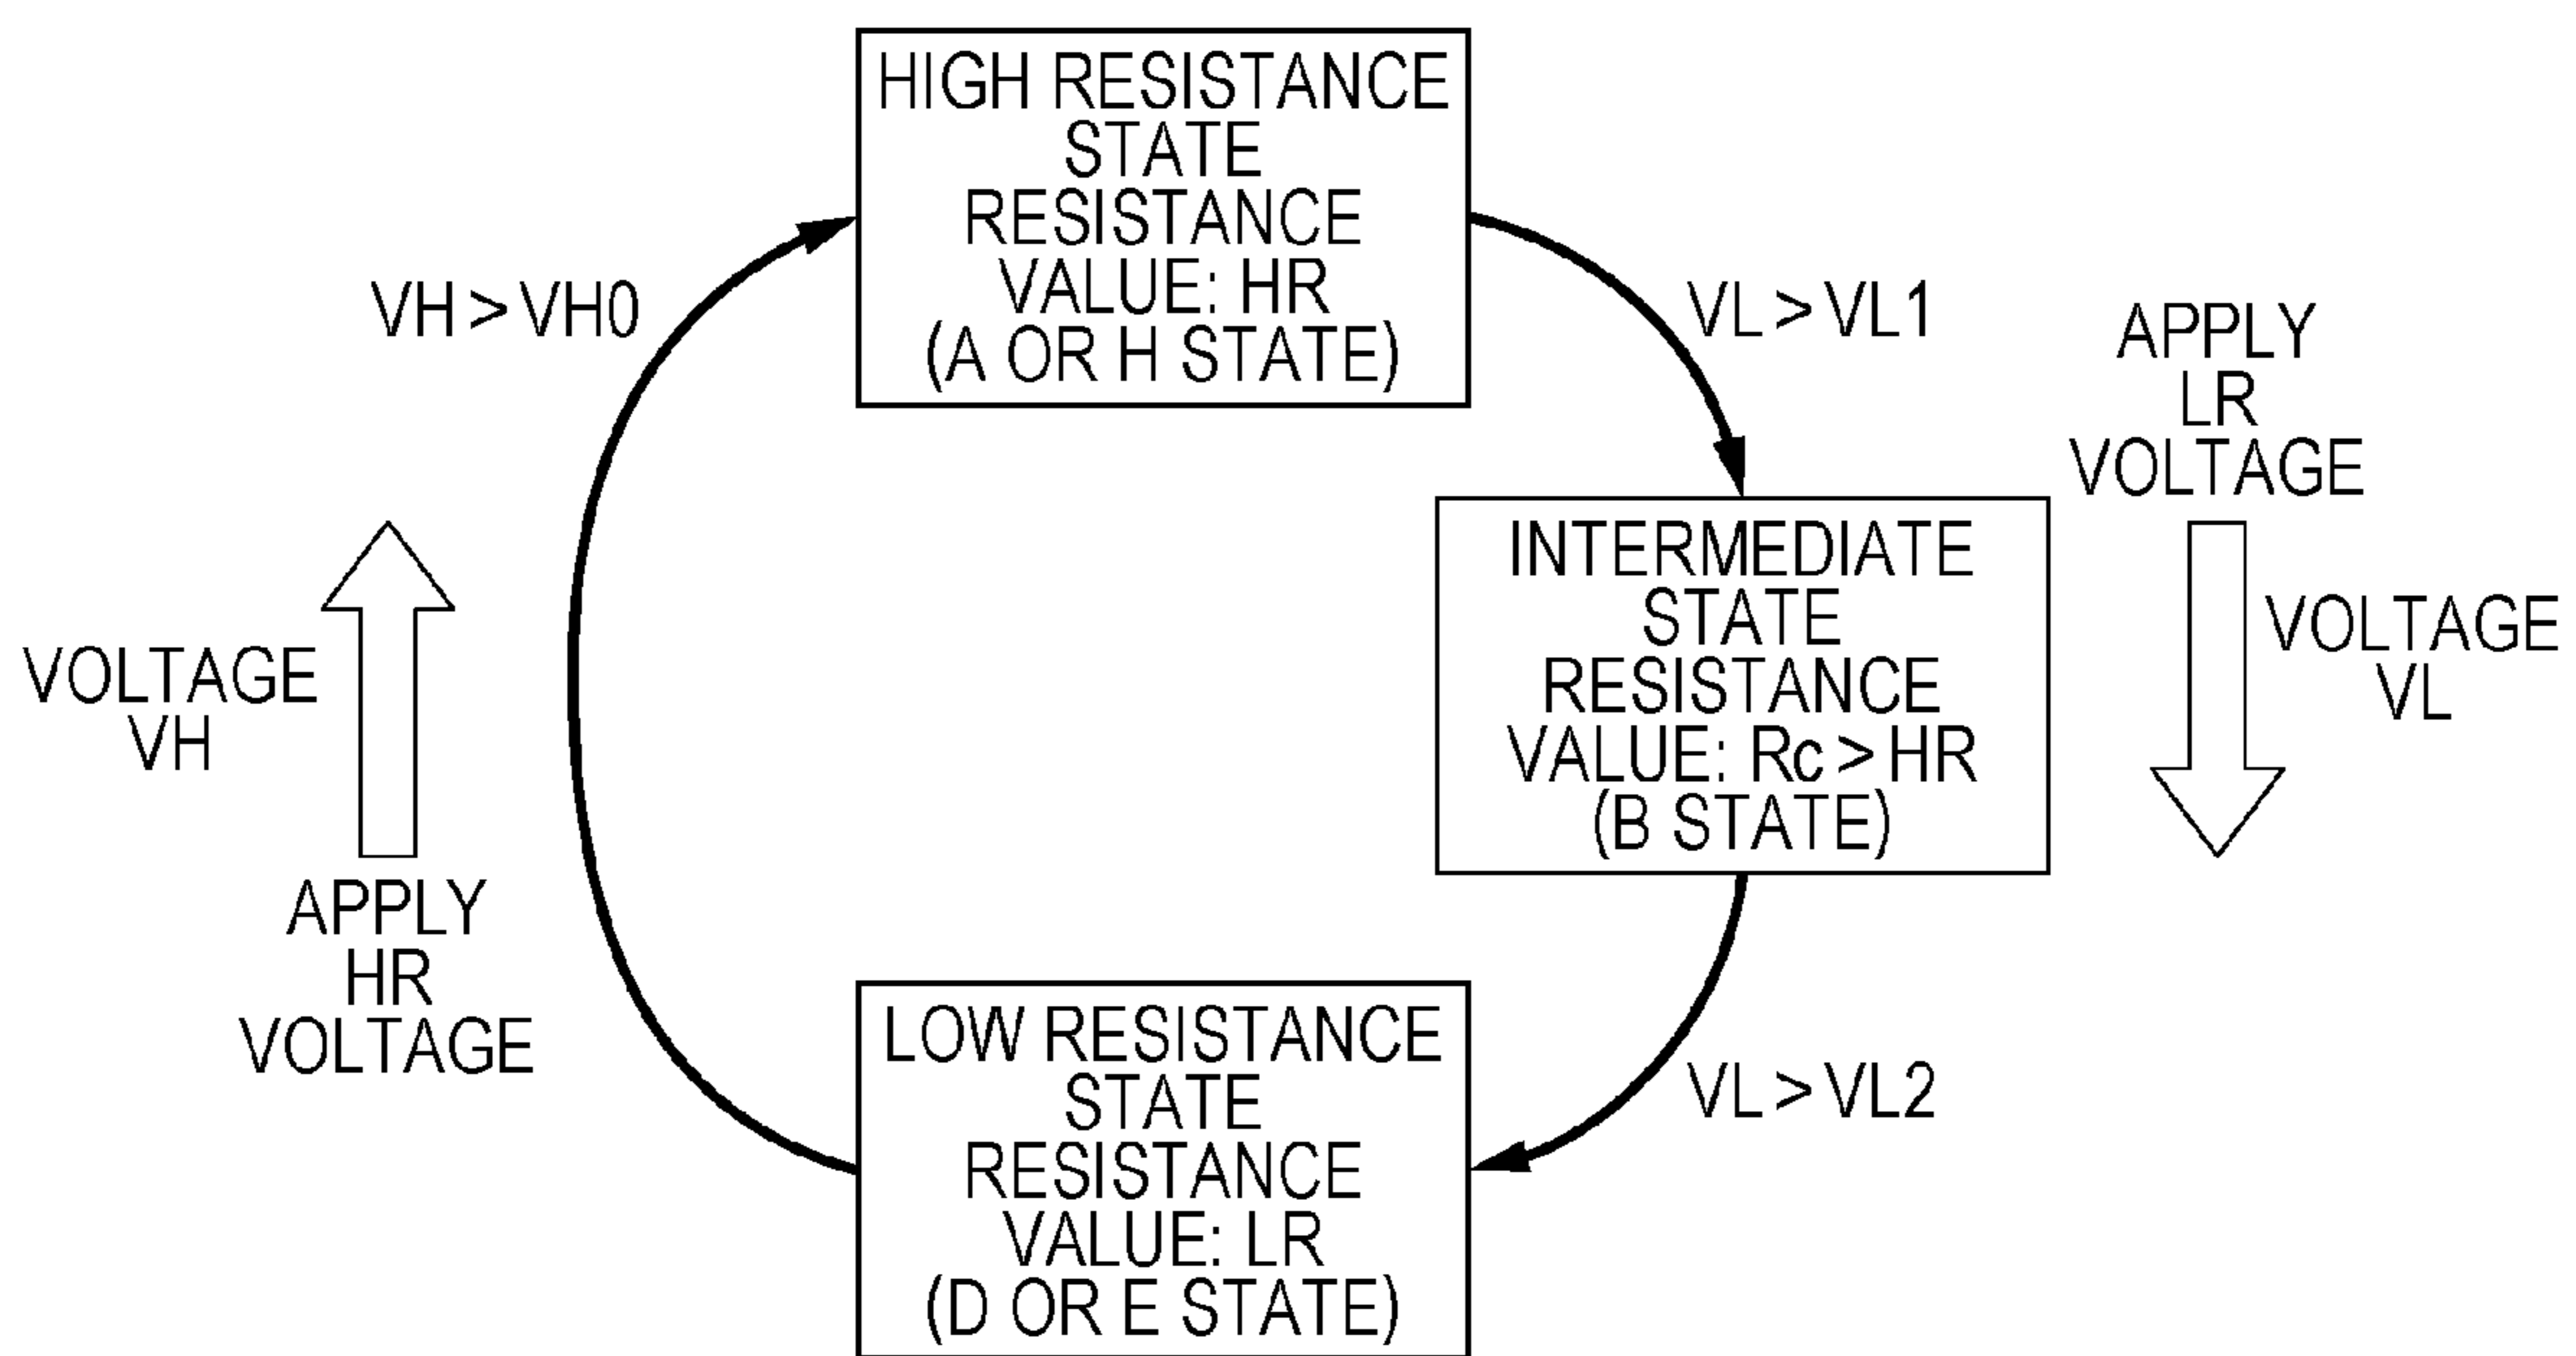 HIGH RESISTANCE
STATE
RESISTANCE
VALUE: HR
(A OR H STATE)
VH > VH0
VL > VL1
APPLY
LR
VOLTAGE
INTERMEDIATE
STATE
RESISTANCE
VALUE: Rc > HR
(B STATE)
VOLTAGE
VL
VOLTAGE
VH
APPLY
HR
VOLTAGE
LOW RESISTANCE
STATE
RESISTANCE
VALUE: LR
(D OR E STATE)
VL > VL2